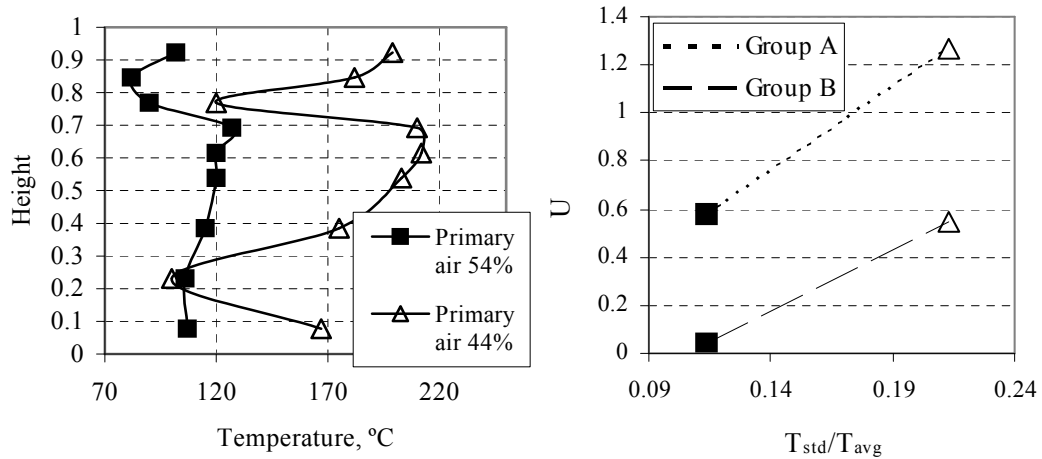 1
0.9
0.8
0.7
0.6
0.5
0.4
0.3
0.2
0.1
0
Height
70 120 170 220
Temperature, ºC
Primary
air 54%
Primary
air 44%
1.4
1.2
1
0.8
0.6
0.4
0.2
0
U
Group A
Group B
0.09 0.14 0.19 0.24
Tstd/Tavg